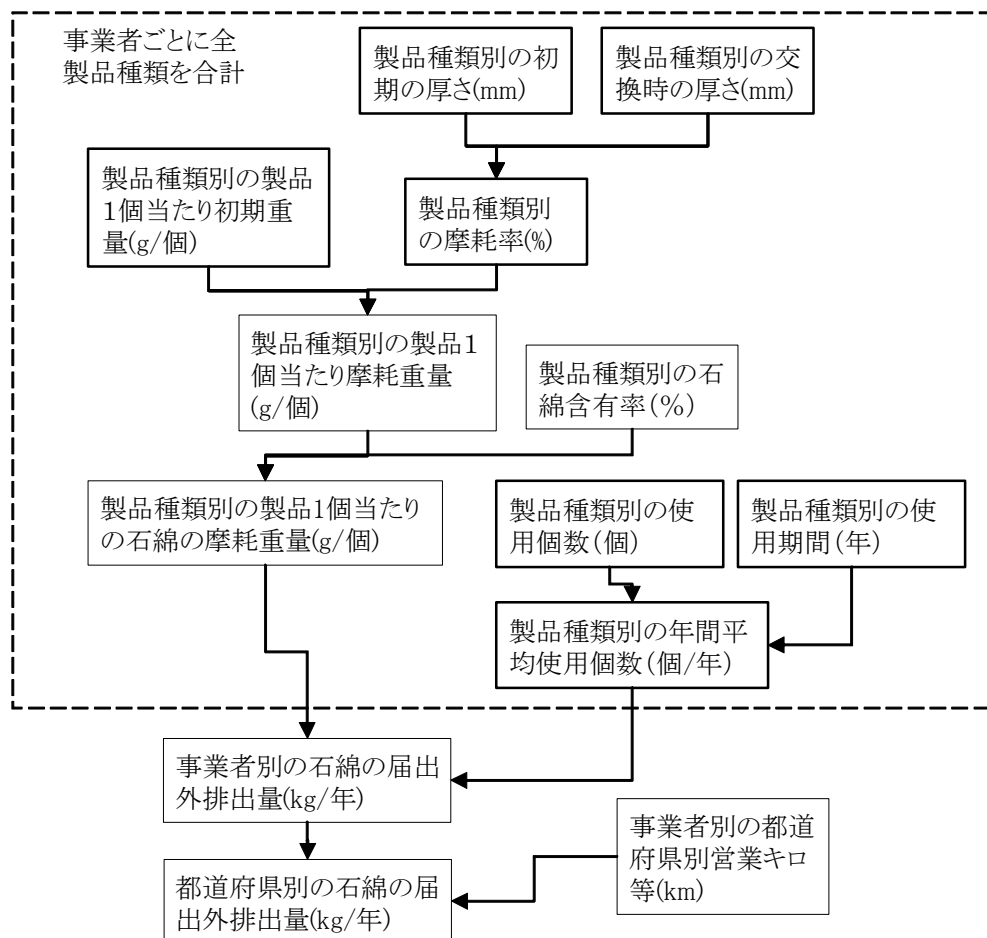 事業者ごとに全
製品種類を合計
製品種類別の初
期の厚さ(mm)
製品種類別の交
換時の厚さ(mm)
製品種類別の製品
1個当たり初期重
量(g/個)
製品種類別
の摩耗率(%)
製品種類別の製品1
個当たり摩耗重量
(g/個)
製品種類別の石
綿含有率(%)
製品種類別の製品1個当たり
の石綿の摩耗重量(g/個)
製品種類別の使
用個数(個)
製品種類別の使
用期間(年)
製品種類別の年間平
均使用個数(個/年)
事業者別の石綿の届出
外排出量(kg/年)
事業者別の都道
府県別営業キロ
等(km)
都道府県別の石綿の届
出外排出量(kg/年)